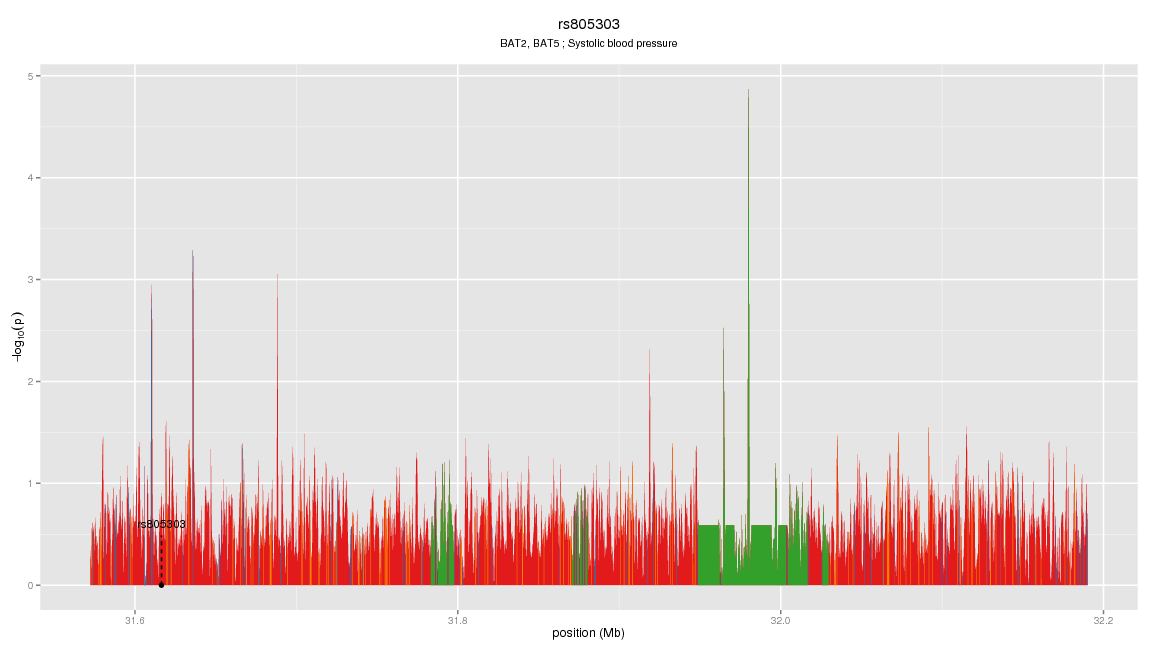 rs805303
BAT2, BAT5 ; Systolic blood pressure
5
4
3
2
1
0
−log10(p)
rs805303
31.6
31.8
32.0
32.2
position (Mb)